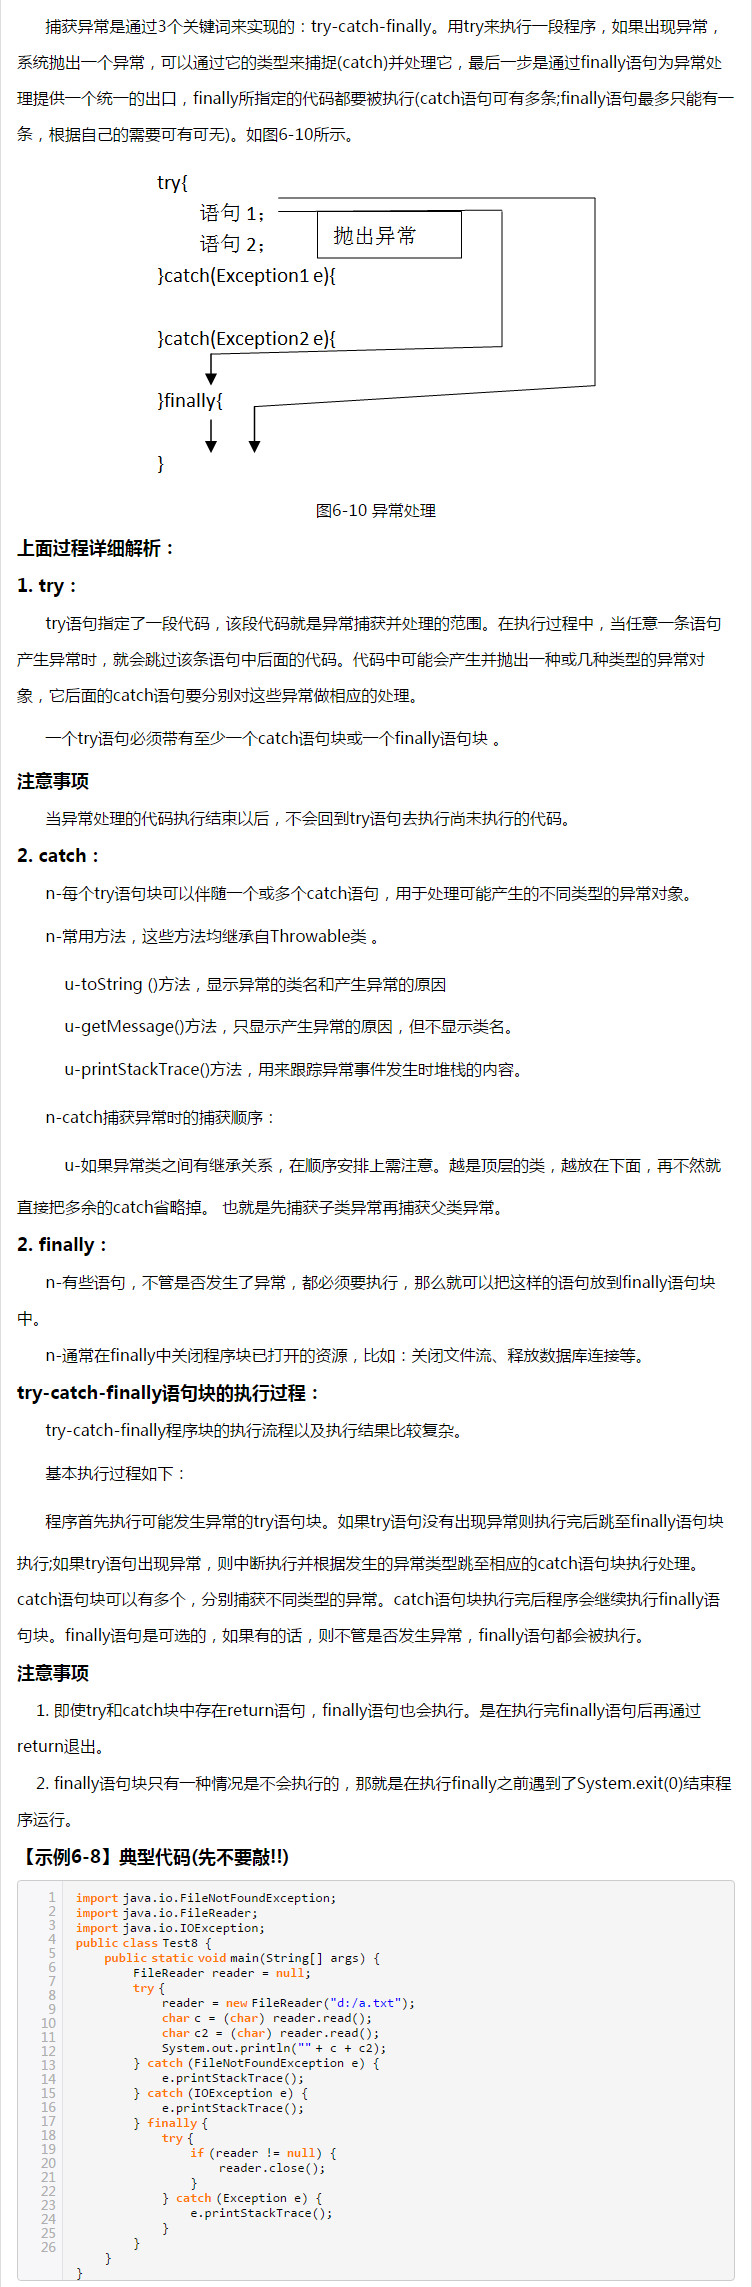 捕获异常是通过3个关键词来实现的：try-catch-finally。用try来执行一段程序，如果出现异常，
系统抛出一个异常，可以通过它的类型来捕捉(catch)并处理它，最后一步是通过finally语句为异常处
理提供一个统一的出口，finally所指定的代码都要被执行(catch语句可有多条;finally语句最多只能有一
条，根据自己的需要可有可无)。如图6-10所示。
try{
语句 1；
语句 2；
抛出异常
}catch(Exception1 e){
}catch(Exception2 e){
}finally{
}
图6-10 异常处理
上面过程详细解析：
1. try：
try语句指定了一段代码，该段代码就是异常捕获并处理的范围。在执行过程中，当任意一条语句
产生异常时，就会跳过该条语句中后面的代码。代码中可能会产生并抛出一种或几种类型的异常对
象，它后面的catch语句要分别对这些异常做相应的处理。
一个try语句必须带有至少一个catch语句块或一个finally语句块 。
注意事项
当异常处理的代码执行结束以后，不会回到try语句去执行尚未执行的代码。
2. catch：
n-每个try语句块可以伴随一个或多个catch语句，用于处理可能产生的不同类型的异常对象。
n-常用方法，这些方法均继承自Throwable类 。
u-toString ()方法，显示异常的类名和产生异常的原因
u-getMessage()方法，只显示产生异常的原因，但不显示类名。
u-printStackTrace()方法，用来跟踪异常事件发生时堆栈的内容。
n-catch捕获异常时的捕获顺序：
u-如果异常类之间有继承关系，在顺序安排上需注意。越是顶层的类，越放在下面，再不然就
直接把多余的catch省略掉。 也就是先捕获子类异常再捕获父类异常。
2. finally：
n-有些语句，不管是否发生了异常，都必须要执行，那么就可以把这样的语句放到finally语句块
中。
n-通常在finally中关闭程序块已打开的资源，比如：关闭文件流、释放数据库连接等。
try-catch-finally语句块的执行过程：
try-catch-finally程序块的执行流程以及执行结果比较复杂。
基本执行过程如下：
程序首先执行可能发生异常的try语句块。如果try语句没有出现异常则执行完后跳至finally语句块
执行;如果try语句出现异常，则中断执行并根据发生的异常类型跳至相应的catch语句块执行处理。
catch语句块可以有多个，分别捕获不同类型的异常。catch语句块执行完后程序会继续执行finally语
句块。finally语句是可选的，如果有的话，则不管是否发生异常，finally语句都会被执行。
注意事项
1. 即使try和catch块中存在return语句，finally语句也会执行。是在执行完finally语句后再通过
return退出。
2. finally语句块只有一种情况是不会执行的，那就是在执行finally之前遇到了System.exit(0)结束程
序运行。
【示例6-8】典型代码(先不要敲!!)
1 import java.io.FileNotFoundException;
2 import java.io.FileReader;
3 import java.io.IOException;
4 public class Test8 {
5 public static void main(String[] args) {
6 FileReader reader = null;
7 try {
8 reader = new FileReader("d:/a.txt");
9 char c = (char) reader.read();
10 char c2 = (char) reader.read();
11 System.out.println("" + c + c2);
12 } catch (FileNotFoundException e) {
13 e.printStackTrace();
14 } catch (IOException e) {
15 e.printStackTrace();
16 } finally {
17 try {
18 if (reader != null) {
19 reader.close();
20 }
21 } catch (Exception e) {
22 e.printStackTrace();
23 }
24 }
25 }
26 }